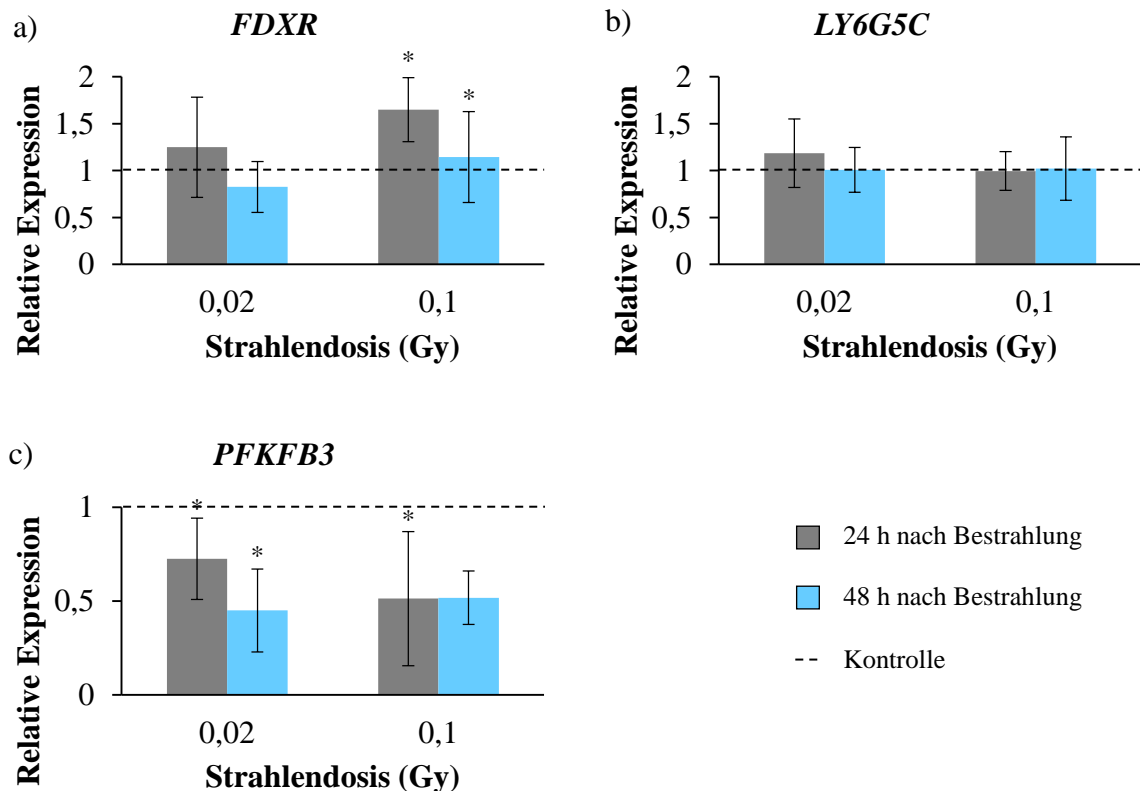 a)
FDXR
Relative Expression
2
1,5
1
0,5
0
*
*
0,02
0,1
Strahlendosis (Gy)
b)
LY6G5C
Relative Expression
2
1,5
1
0,5
0
0,02
0,1
Strahlendosis (Gy)
c)
PFKFB3
Relative Expression
1
0,5
0
*
*
*
0,02
0,1
Strahlendosis (Gy)
24 h nach Bestrahlung
48 h nach Bestrahlung
Kontrolle